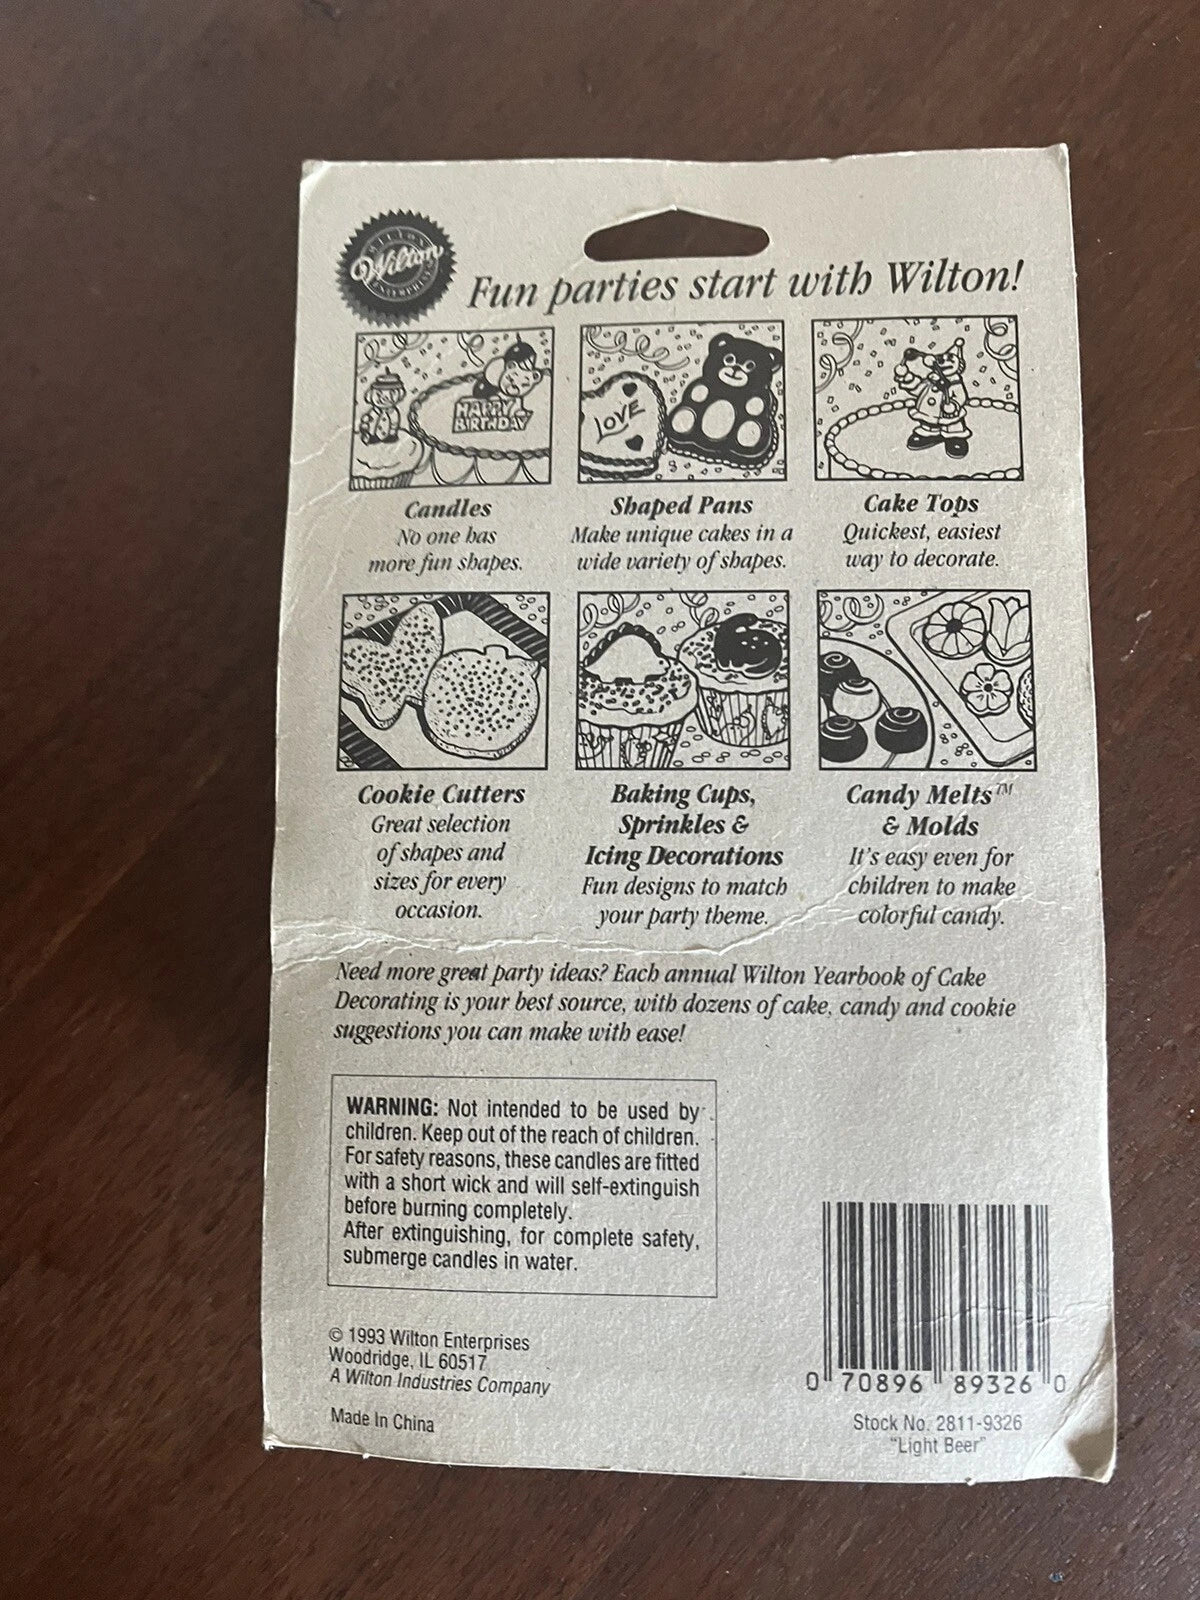 WILTON
Wilton
ENTERPRISES
Fun parties start with Wilton!
HAPPY
BIRTHDAY
LOVE
Candles
No one has
more fun shapes.
Shaped Pans
Make unique cakes in a
wide variety of shapes.
Cake Tops
Quickest, easiest
way to decorate.
Cookie Cutters
Great selection
of shapes and
sizes for every
occasion.
Baking Cups,
Sprinkles &
Icing Decorations
Fun designs to match
your party theme.
Candy Melts™
& Molds
It's easy even for
children to make
colorful candy.
Need more great party ideas? Each annual Wilton Yearbook of Cake
Decorating is your best source, with dozens of cake, candy and cookie
suggestions you can make with ease!
WARNING: Not intended to be used by
children. Keep out of the reach of children.
For safety reasons, these candles are fitted
with a short wick and will self-extinguish
before burning completely.
After extinguishing, for complete safety,
submerge candles in water.
© 1993 Wilton Enterprises
Woodridge, IL 60517
A Wilton Industries Company
Made In China
0 70896 89326 0
Stock No. 2811-9326
"Light Beer"